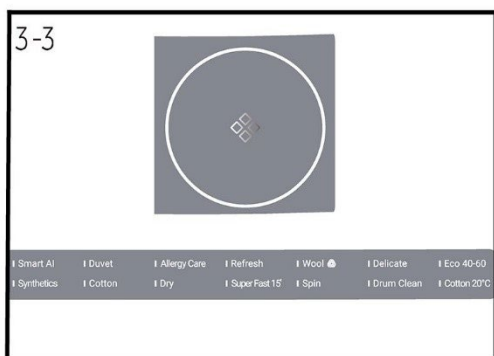 3-3
Smart AI Duvet Allergy Care Refresh Wool Delicate Eco 40-60
Synthetics Cotton Dry Super Fast 15' Spin Drum Clean Cotton 20°C